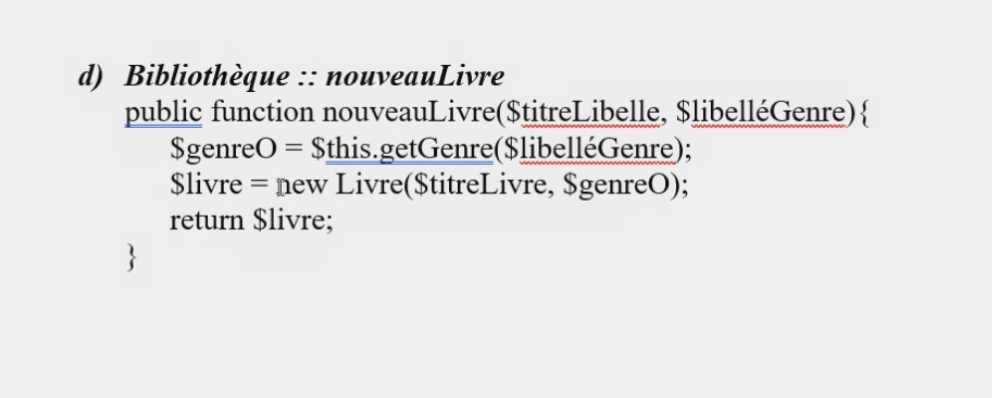 d) Bibliothèque :: nouveauLivre
public function nouveauLivre($titreLibelle, $libelléGenre){
$genreO = $this.getGenre($libelléGenre);
$livre = new Livre($titreLivre, $genreO);
return $livre;
}